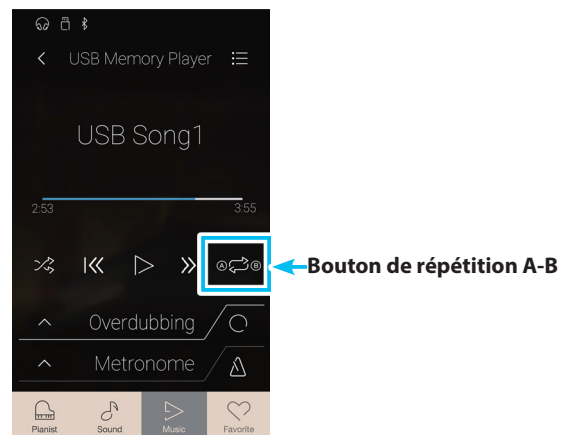 USB Memory Player
USB Song1
2:53
3:55
A B
Bouton de répétition A-B
Overdubbing
Metronome
Pianist
Sound
Music
Favorite